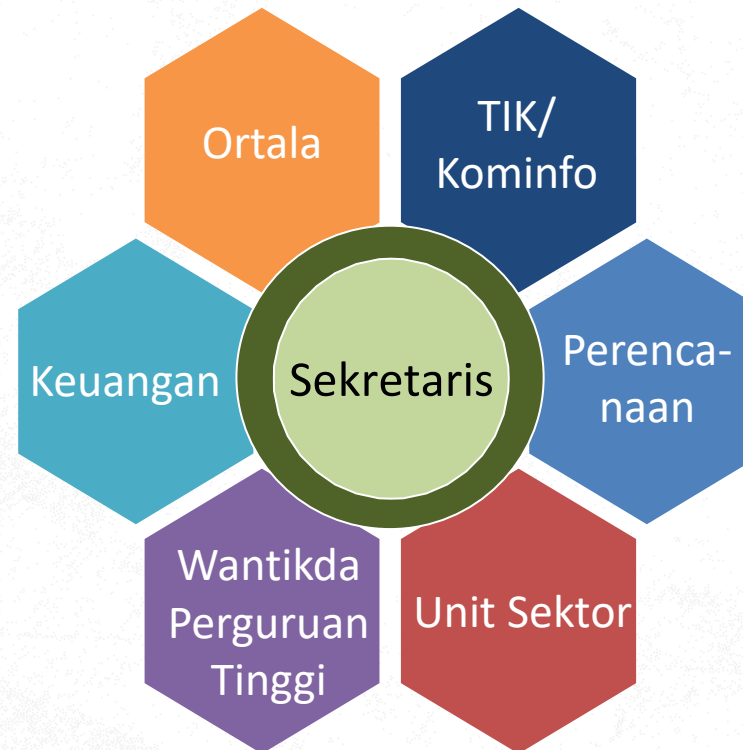 Ortala
TIK/
Kominfo
Keuangan
Sekretaris
Perenca-
naan
Wantikda
Perguruan
Tinggi
Unit Sektor